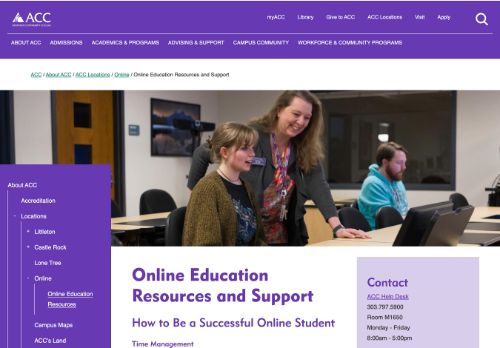 ACC
myACC Library Give to ACC ACC Locations Visit Apply
ABOUT ACC ADMISSIONS ACADEMICS & PROGRAMS ADVISING & SUPPORT CAMPUS COMMUNITY WORKFORCE & COMMUNITY PROGRAMS
ACC / About ACC / ACC Locations / Online / Online Education Resources and Support
About ACC
Accreditation
- Locations
+ Littleton
+ Castle Rock
Lone Tree
- Online
Online Education
Resources
Campus Maps
ACC's Land
Online Education
Resources and Support
How to Be a Successful Online Student
Time Management
Contact
ACC Help Desk
303.797.5900
Room M1650
Monday - Friday
8:00am - 5:00pm